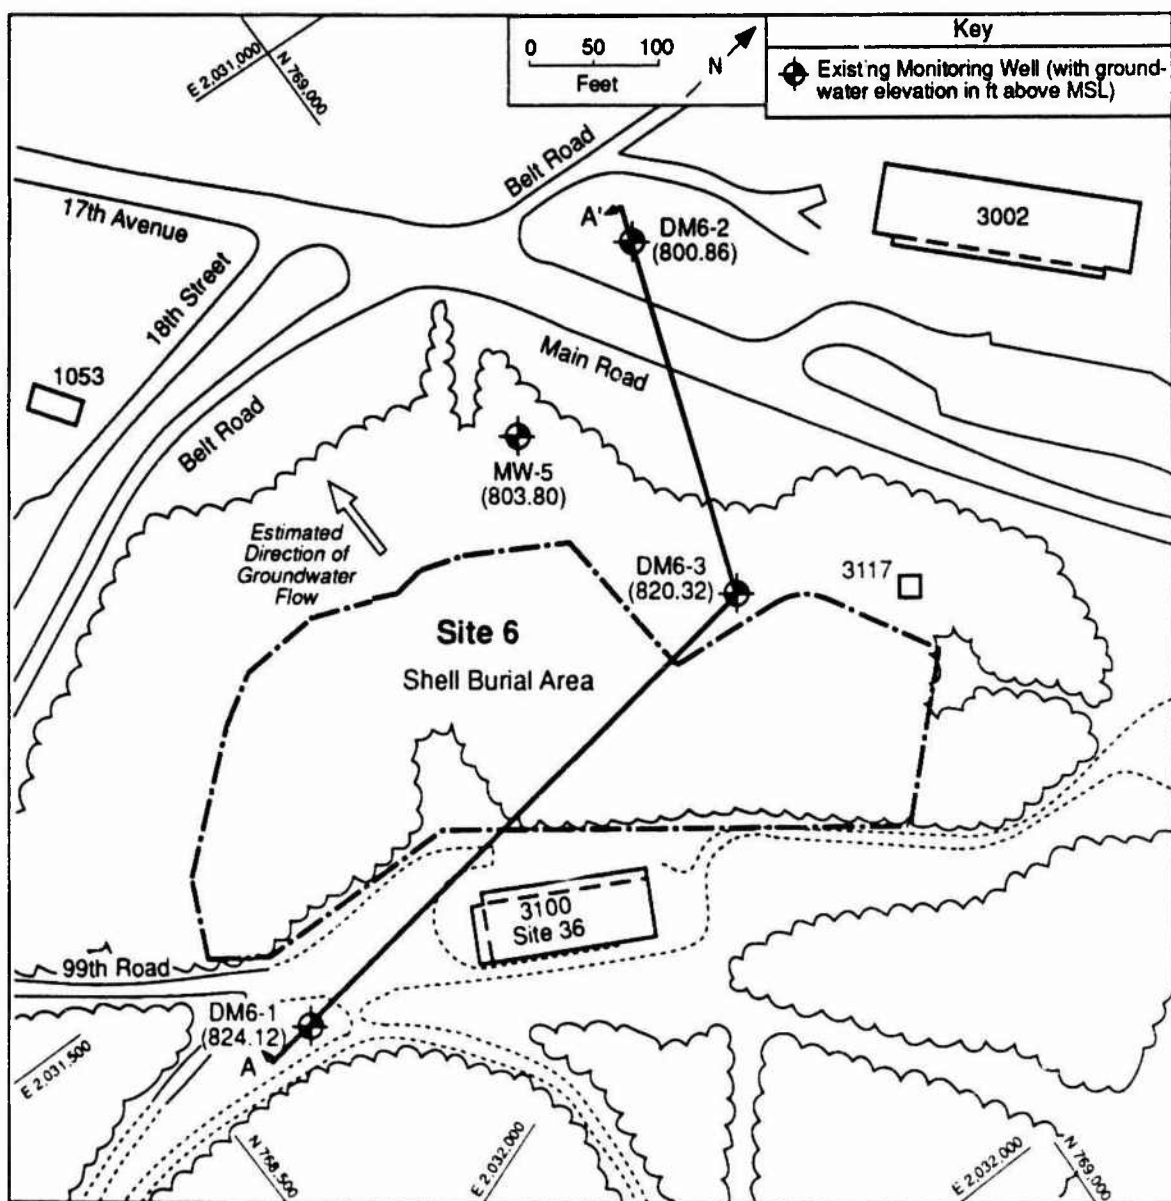 0 50 100
Feet
N
Key
Existing Monitoring Well (with ground-
water elevation in ft above MSL)
E 2,031,000
N 769,000
Belt Road
17th Avenue
18th Street
A'
DM6-2
(800.86)
3002
1053
Belt Road
Main Road
MW-5
(803.80)
Estimated
Direction of
Groundwater
Flow
DM6-3
(820.32)
3117
Site 6
Shell Burial Area
3100
Site 36
99th Road
DM6-1
(824.12)
A
E 2,031,500
N 768,500
E 2,032,000
E 2,032,000
N 769,000